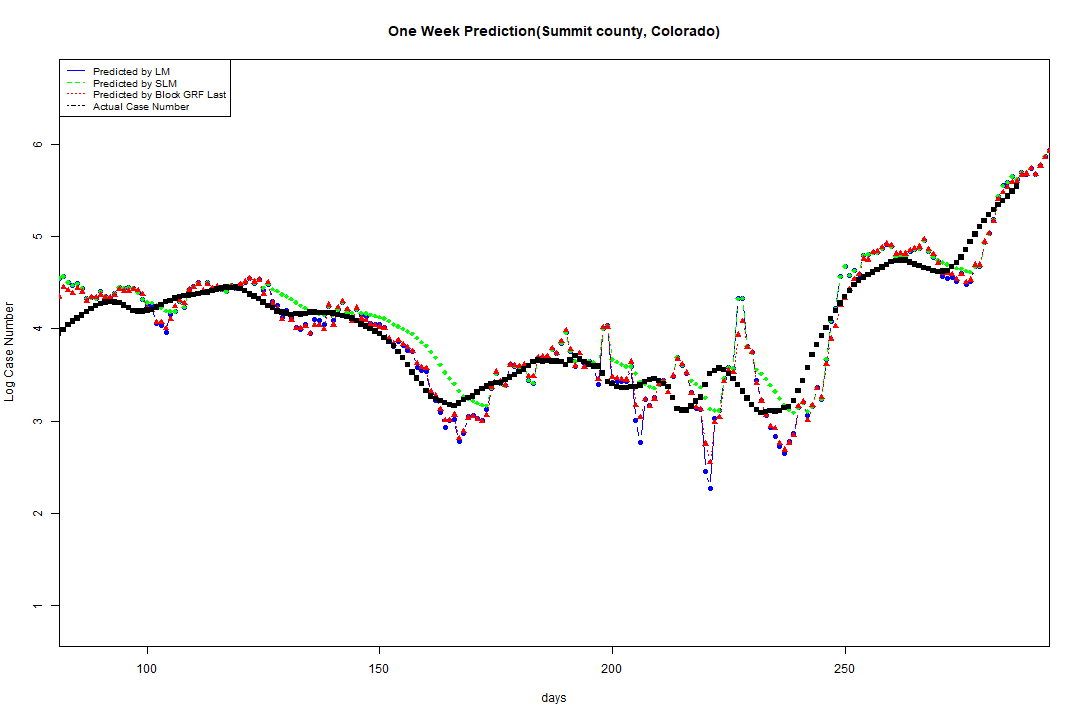 One Week Prediction(Summit county, Colorado)
Predicted by LM
Predicted by SLM
Predicted by Block GRF Last
Actual Case Number
Log Case Number
6
5
4
3
2
1
100 150 200 250
days